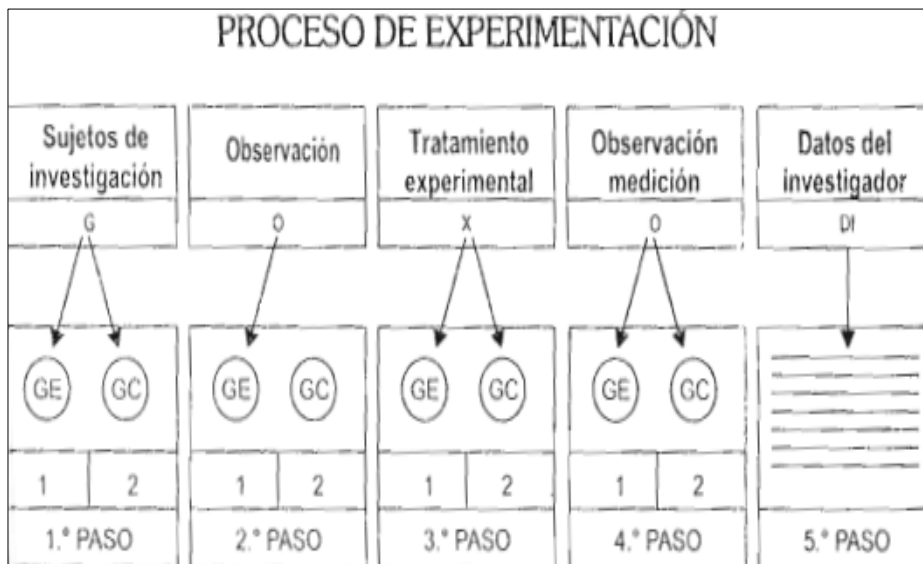 PROCESO DE EXPERIMENTACIÓN
Sujetos de
investigación
G
Observación
O
Tratamiento
experimental
X
Observación
medición
O
Datos del
investigador
DI
GE GC
1 2
1.° PASO
GE GC
1 2
2.° PASO
GE GC
1 2
3.° PASO
GE GC
1 2
4.° PASO
5.° PASO